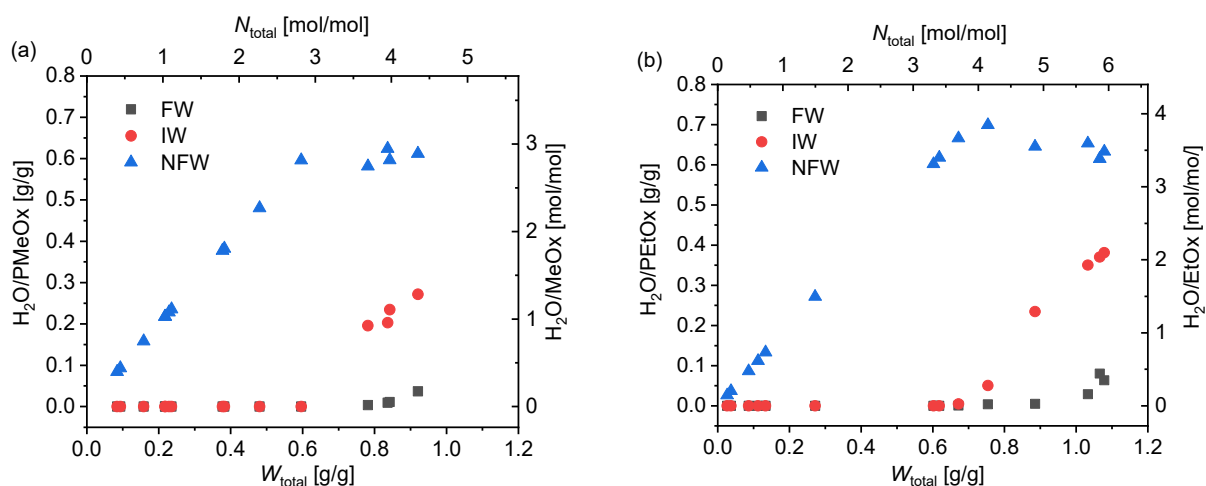 N_total [mol/mol]
(a)
0 1 2 3 4 5
0.8
0.7
0.6
0.5
0.4
0.3
0.2
0.1
0.0
H₂O/PMeOx [g/g]
FW
IW
NFW
3
2
1
0
H₂O/MeOx [mol/mol]
0.0 0.2 0.4 0.6 0.8 1.0 1.2
W_total [g/g]
N_total [mol/mol]
(b)
0 1 2 3 4 5 6
0.8
0.7
0.6
0.5
0.4
0.3
0.2
0.1
0.0
H₂O/PEtOx [g/g]
FW
IW
NFW
4
3
2
1
0
H₂O/EtOx [mol/mo/]
0.0 0.2 0.4 0.6 0.8 1.0 1.2
W_total [g/g]